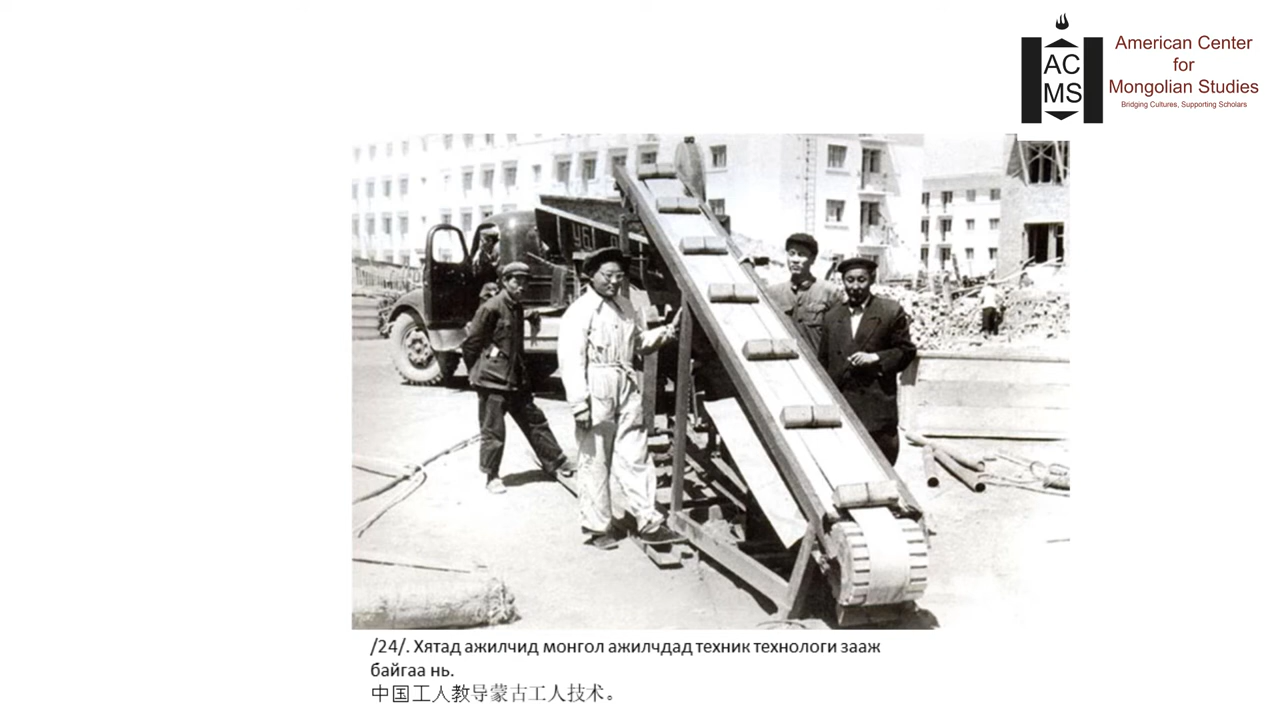 AC
MS
American Center
for
Mongolian Studies
Bridging Cultures, Supporting Scholars
/24/. Хятад ажилчид монгол ажилчдад техник технологи зааж
байгаа нь.
中国工人教导蒙古工人技术。